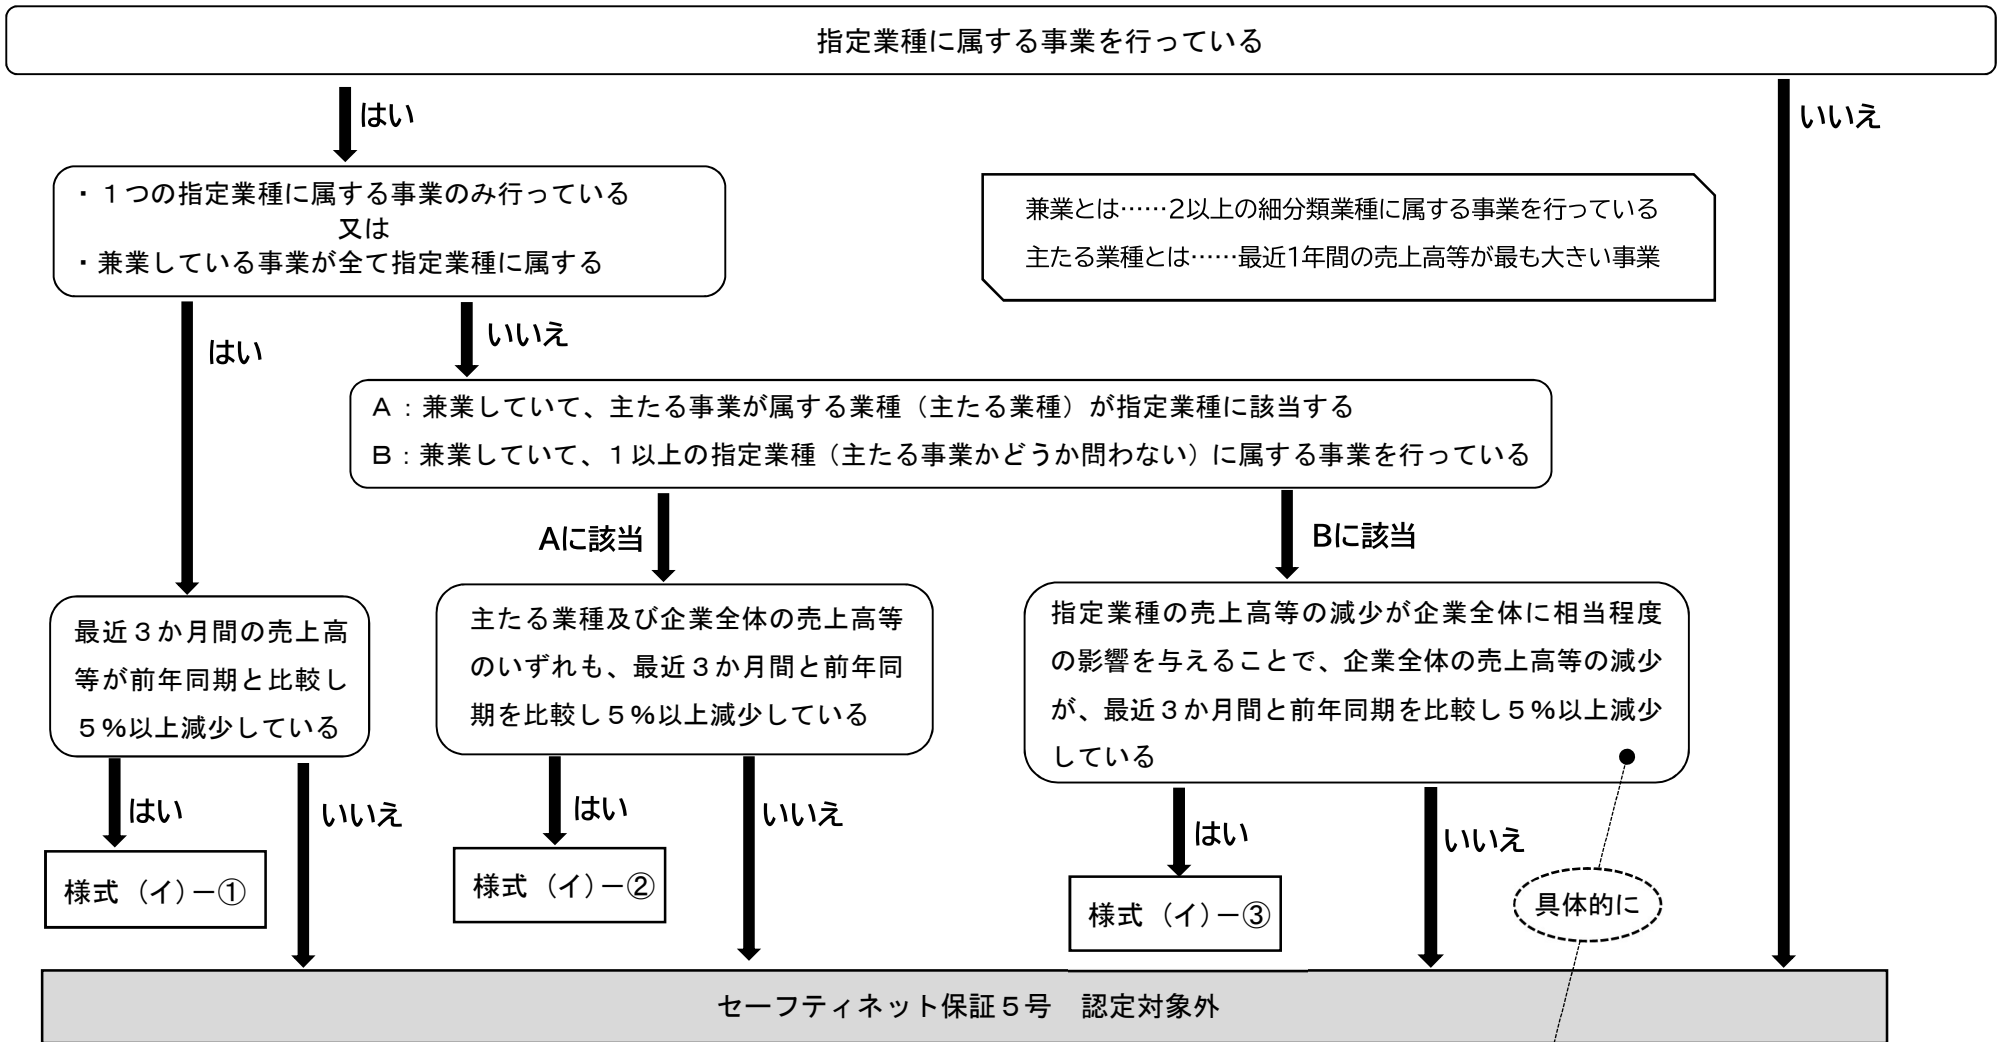 指定業種に属する事業を行っている
はい
いいえ
・１つの指定業種に属する事業のみ行っている
又は
・兼業している事業が全て指定業種に属する
兼業とは……2以上の細分類業種に属する事業を行っている
主たる業種とは……最近1年間の売上高等が最も大きい事業
はい
いいえ
Ａ：兼業していて、主たる事業が属する業種（主たる業種）が指定業種に該当する
Ｂ：兼業していて、１以上の指定業種（主たる事業かどうか問わない）に属する事業を行っている
Aに該当
Bに該当
最近３か月間の売上高
等が前年同期と比較し
５%以上減少している
主たる業種及び企業全体の売上高等
のいずれも、最近３か月間と前年同
期を比較し５%以上減少している
指定業種の売上高等の減少が企業全体に相当程度
の影響を与えることで、企業全体の売上高等の減少
が、最近３か月間と前年同期を比較し５%以上減少
している
はい
いいえ
はい
いいえ
はい
いいえ
様式（イ）－①
様式（イ）－②
様式（イ）－③
具体的に
セーフティネット保証５号　認定対象外